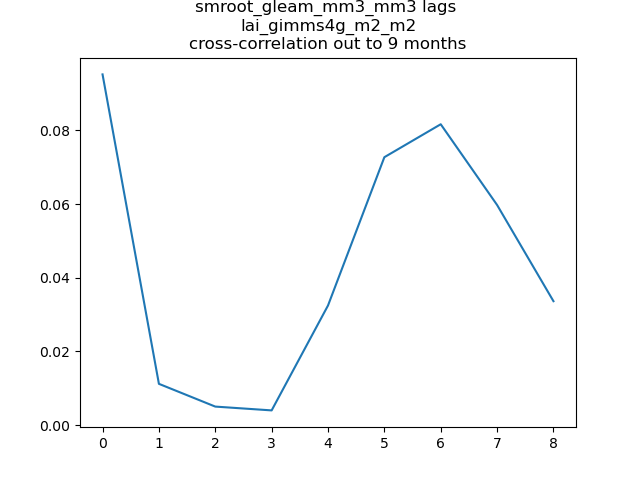 smroot_gleam_mm3_mm3 lags
lai_gimms4g_m2_m2
cross-correlation out to 9 months
0.08
0.06
0.04
0.02
0.00
0 1 2 3 4 5 6 7 8